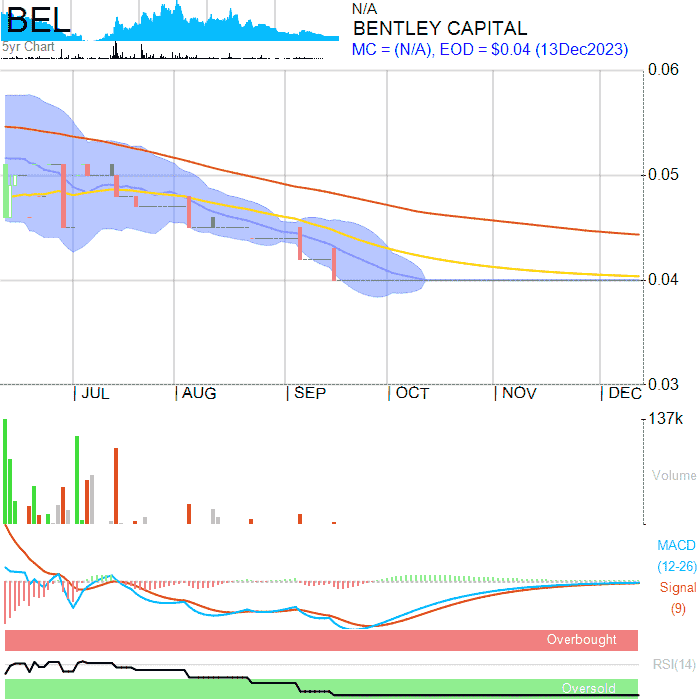 BEL
5yr Chart
N/A
BENTLEY CAPITAL
MC = (N/A), EOD = $0.04 (13Dec2023)
0.06
0.05
0.04
0.03
| JUL | AUG | SEP | OCT | NOV | DEC
137k
Volume
MACD
(12-26)
Signal
(9)
Overbought
RSI(14)
Oversold